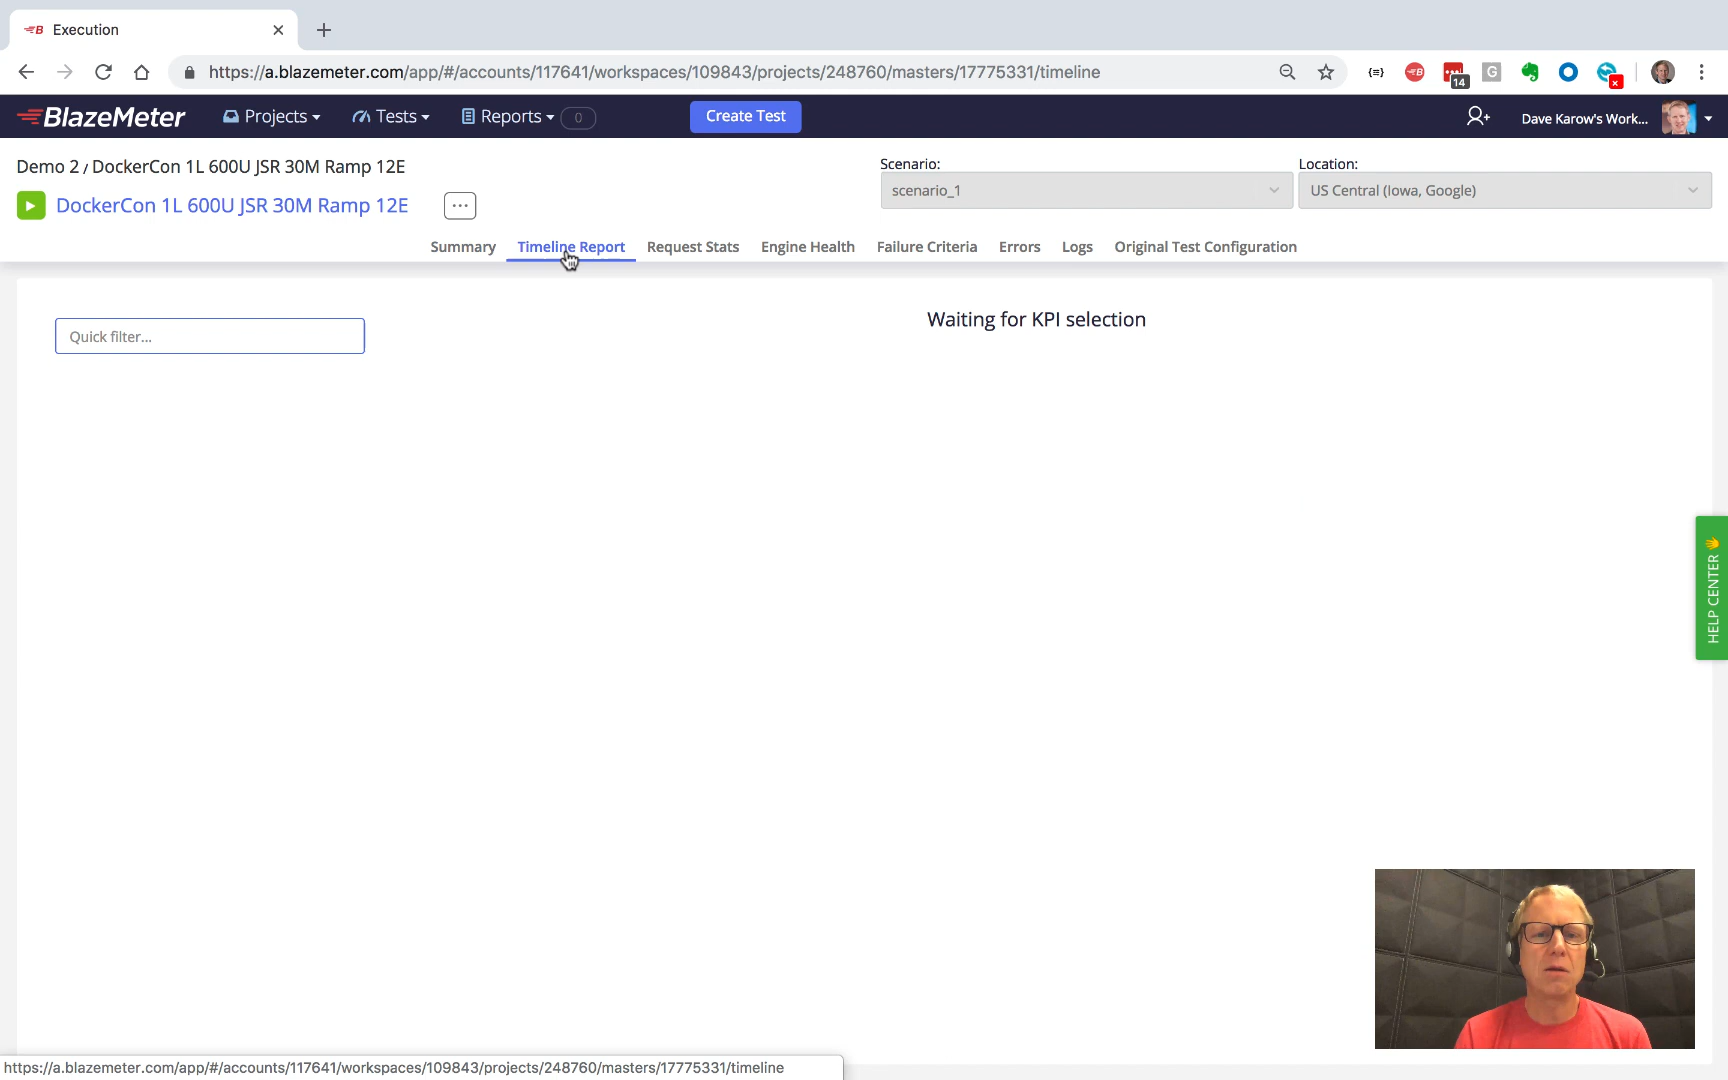 Execution
https://a.blazemeter.com/app/#/accounts/117641/workspaces/109843/projects/248760/masters/17775331/timeline
14
G
BlazeMeter
Projects
Tests
Reports
0
Create Test
Dave Karow's Work...
Demo 2 / DockerCon 1L 600U JSR 30M Ramp 12E
Scenario:
Location:
scenario_1
US Central (Iowa, Google)
DockerCon 1L 600U JSR 30M Ramp 12E
Summary
Timeline Report
Request Stats
Engine Health
Failure Criteria
Errors
Logs
Original Test Configuration
Quick filter...
Waiting for KPI selection
HELP CENTER
https://a.blazemeter.com/app/#/accounts/117641/workspaces/109843/projects/248760/masters/17775331/timeline